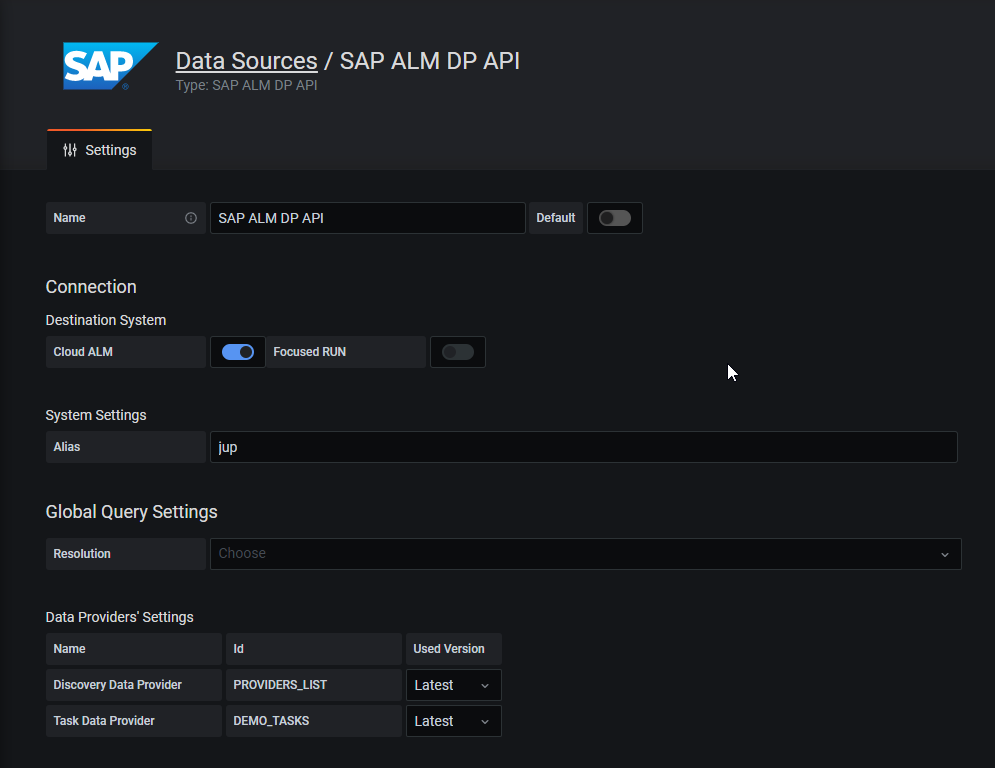 SAP
®
Data Sources / SAP ALM DP API
Type: SAP ALM DP API
Settings
Name SAP ALM DP API Default
Connection
Destination System
Cloud ALM Focused RUN
System Settings
Alias jup
Global Query Settings
Resolution Choose
Data Providers' Settings
Name Id Used Version
Discovery Data Provider PROVIDERS_LIST Latest
Task Data Provider DEMO_TASKS Latest